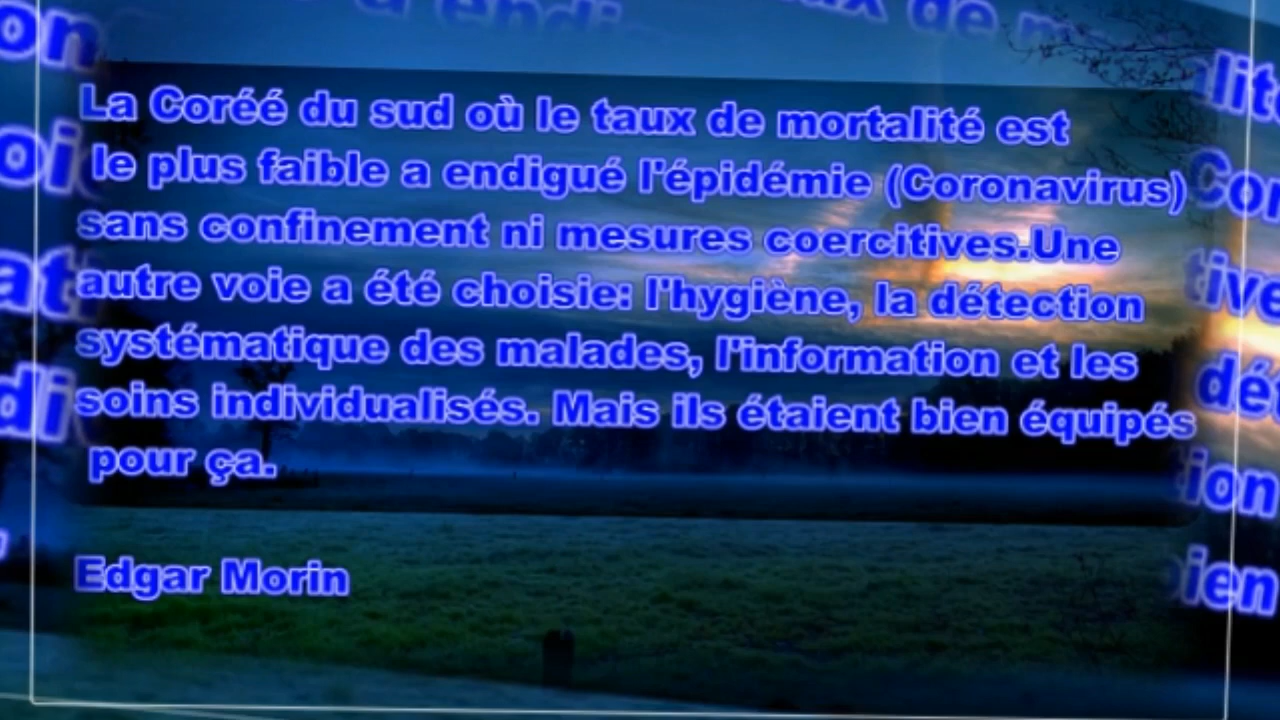 La Coréé du sud où le taux de mortalité est
le plus faible a endigué l'épidémie (Coronavirus)
sans confinement ni mesures coercitives.Une
autre voie a été choisie: l'hygiène, la détection
systématique des malades, l'information et les
soins individualisés. Mais ils étaient bien équipés
pour ça.
Edgar Morin